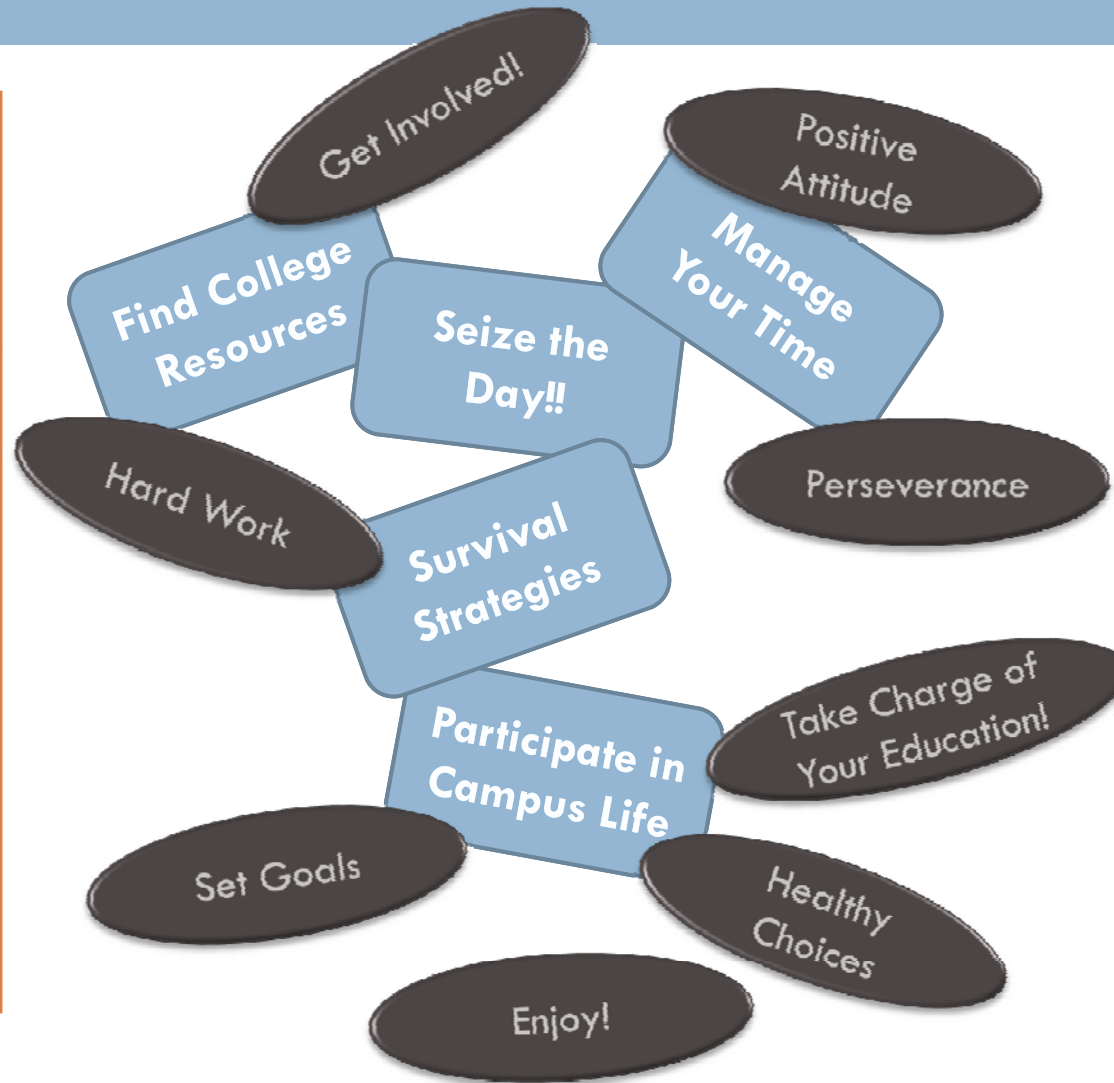 Get Involved!
Positive
Attitude
Find College
Resources
Seize the
Day!!
Manage
Your Time
Hard Work
Perseverance
Survival
Strategies
Take Charge of
Your Education!
Participate in
Campus Life
Set Goals
Healthy
Choices
Enjoy!